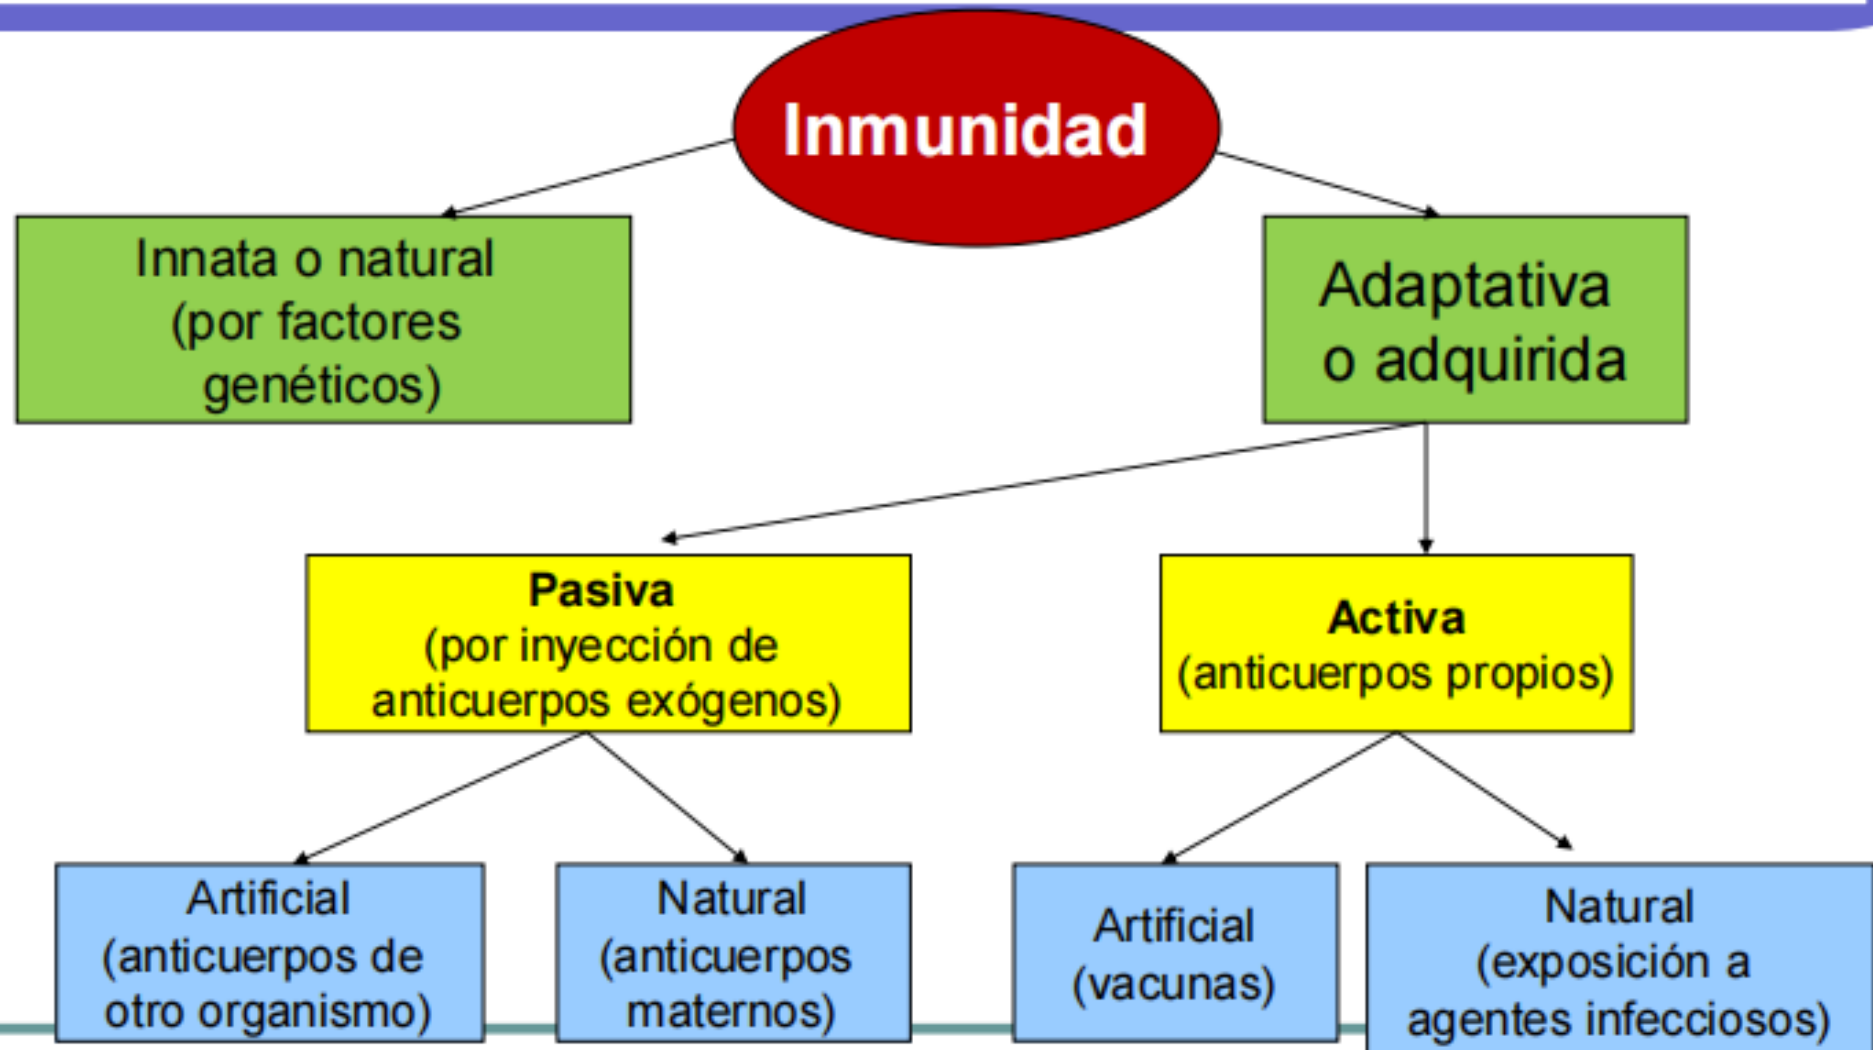 Inmunidad
Innata o natural
(por factores
genéticos)
Adaptativa
o adquirida
Pasiva
(por inyección de
anticuerpos exógenos)
Activa
(anticuerpos propios)
Artificial
(anticuerpos de
otro organismo)
Natural
(anticuerpos
maternos)
Artificial
(vacunas)
Natural
(exposición a
agentes infecciosos)